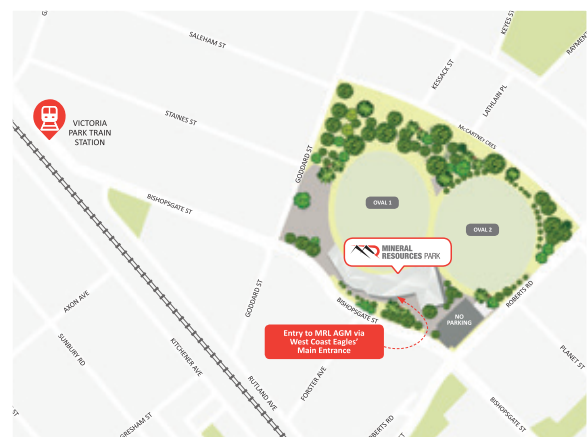 SALEHAM ST
KEYES ST
RAYMENT
KESSACK ST
LATHLAIN PL
STAINES ST
McCARTNEY CRES
VICTORIA
PARK TRAIN
STATION
GODDARD ST
BISHOPSGATE ST
OVAL 1
OVAL 2
MINERAL
RESOURCES PARK
ROBERTS RD
GODDARD ST
BISHOPSGATE ST
NO
PARKING
AXON AVE
Entry to MRL AGM via
West Coast Eagles'
Main Entrance
SUNBURY RD
KITCHENER AVE
PLANET ST
RUTLAND AVE
FORSTER AVE
BISHOPSGATE ST
GRESHAM ST
ROBERTS RD